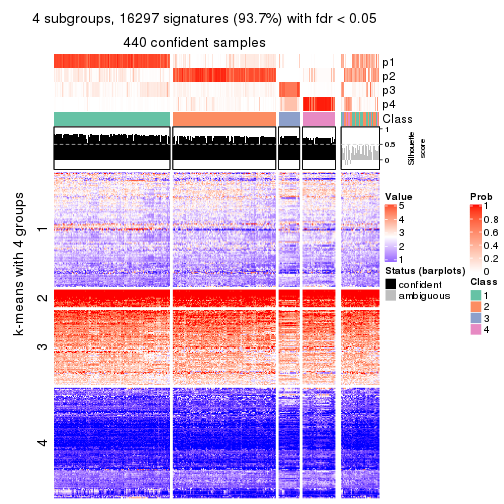 4 subgroups, 16297 signatures (93.7%) with fdr < 0.05
440 confident samples
p1
p2
p3
p4
Class
1
0.5
0
Silhouette
score
k-means with 4 groups
1
2
3
4
Value
5
4
3
2
1
Status (barplots)
confident
ambiguous
Prob
1
0.8
0.6
0.4
0.2
0
Class
1
2
3
4